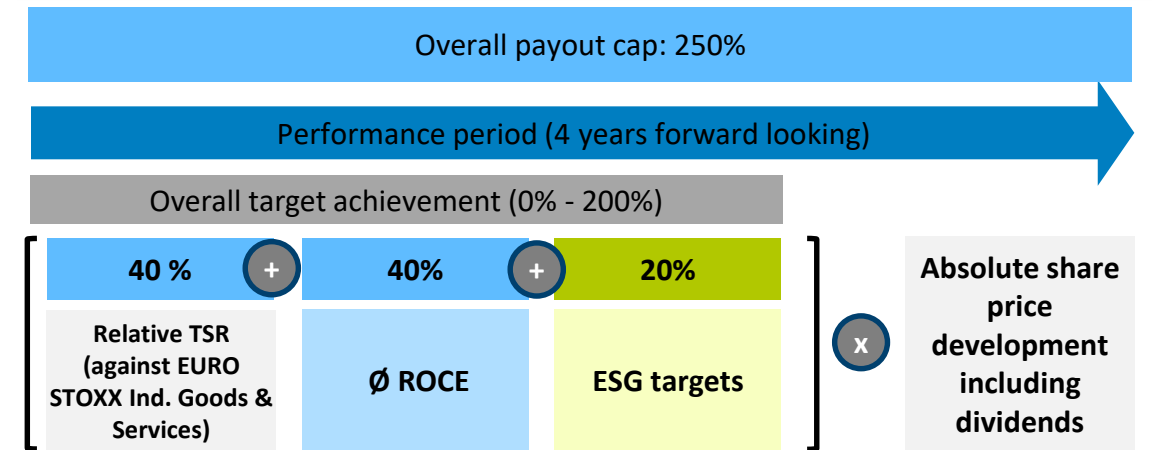 Overall payout cap: 250%
Performance period (4 years forward looking)
Overall target achievement (0% - 200%)
40 %
+
40%
+
20%
Relative TSR
(against EURO
STOXX Ind. Goods &
Services)
Ø ROCE
ESG targets
x
Absolute share
price
development
including
dividends